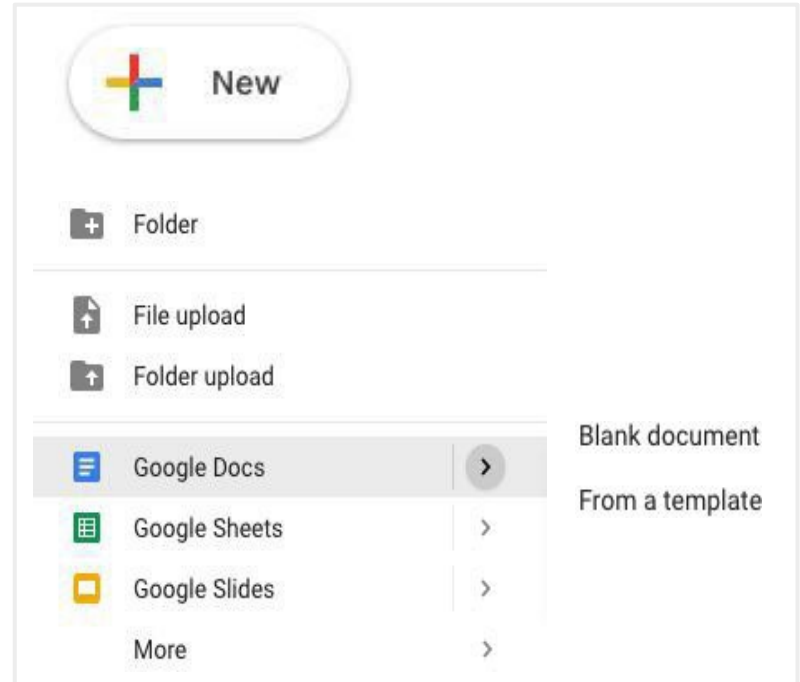 New
Folder
File upload
Folder upload
Google Docs
Blank document
From a template
Google Sheets
Google Slides
More